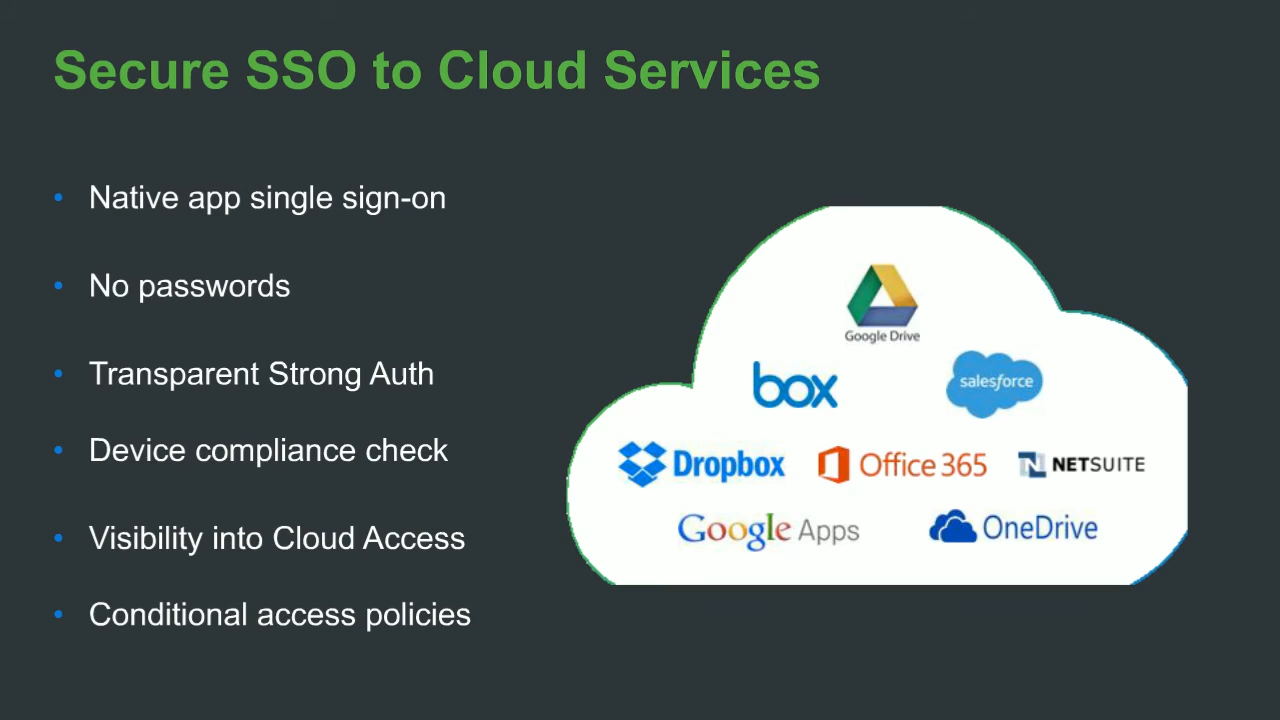 Secure SSO to Cloud Services
• Native app single sign-on
• No passwords
• Transparent Strong Auth
• Device compliance check
• Visibility into Cloud Access
• Conditional access policies
Google Drive
box
salesforce
Dropbox
Office 365
N NETSUITE
Google Apps
OneDrive